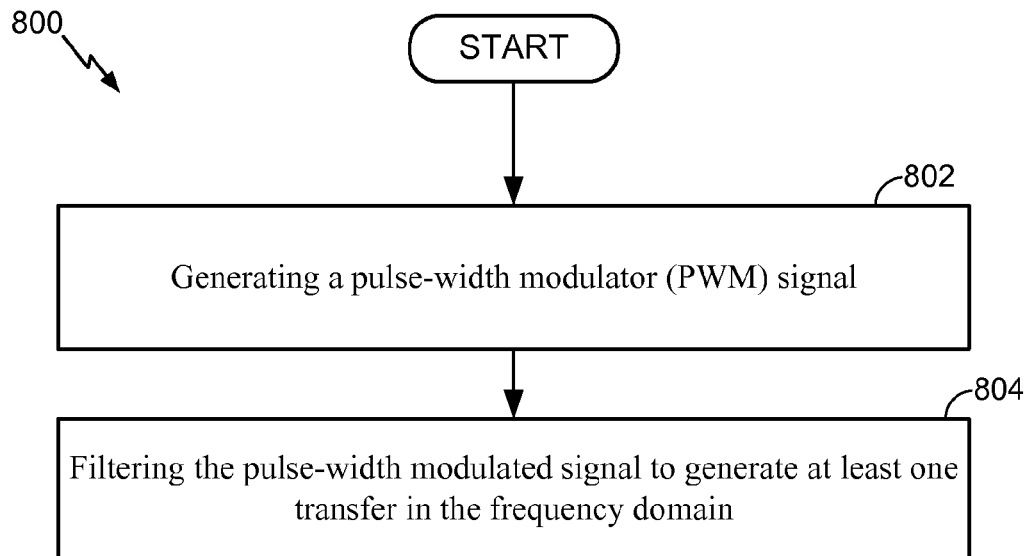 800
START
802
Generating a pulse-width modulator (PWM) signal
804
Filtering the pulse-width modulated signal to generate at least one
transfer in the frequency domain